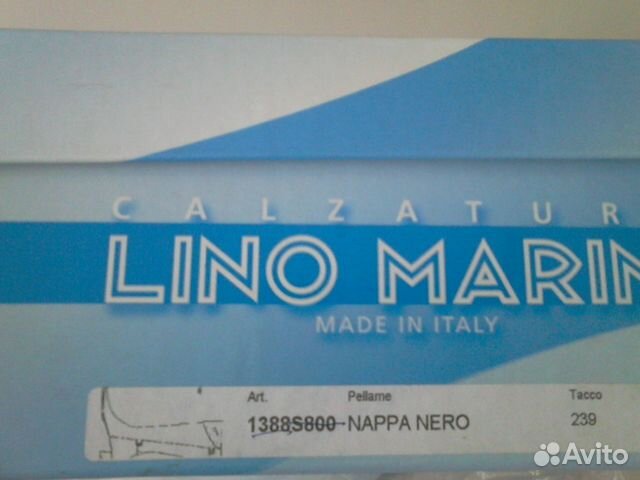 CALZATUR
LINO MARIN
MADE IN ITALY
Art. Pellame Tacco
1388S800 NAPPA NERO 239
Avito